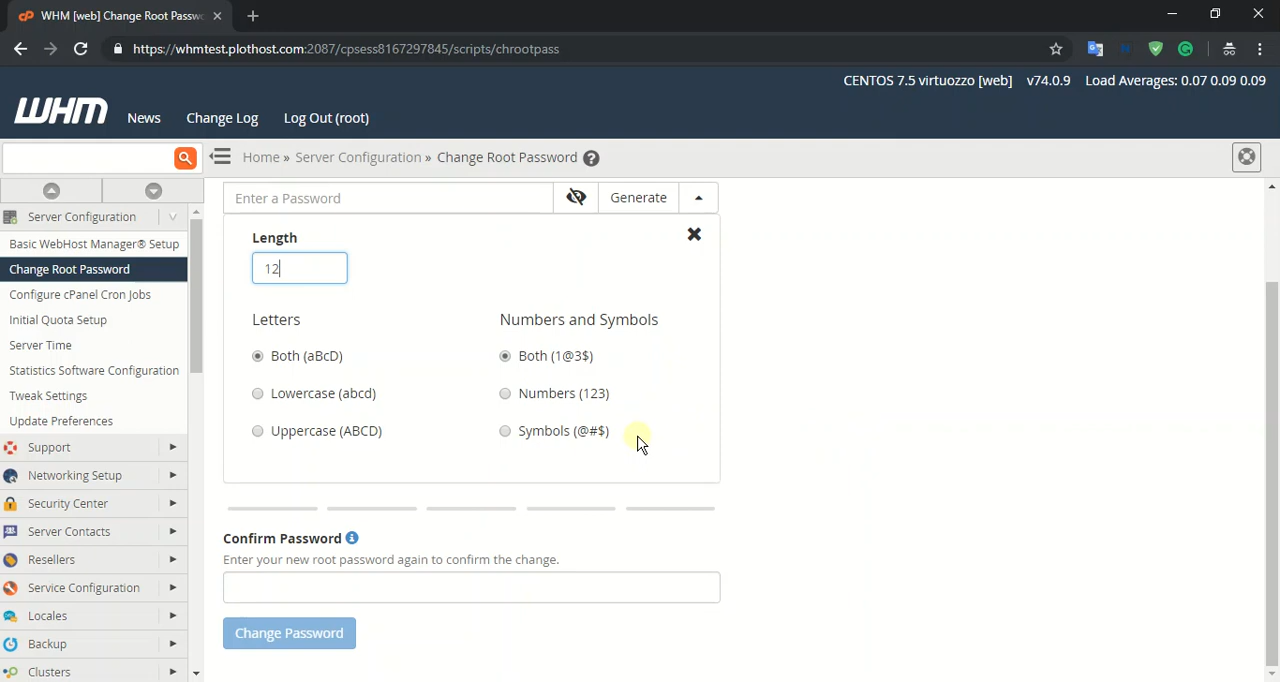 WHM [web] Change Root Passw
https://whmtest.plothost.com:2087/cpsess8167297845/scripts/chrootpass
CENTOS 7.5 virtuozzo [web] v74.0.9 Load Averages: 0.07 0.09 0.09
WHM News Change Log Log Out (root)
Home » Server Configuration » Change Root Password
Enter a Password Generate
Server Configuration
Basic WebHost Manager® Setup
Change Root Password
Configure cPanel Cron Jobs
Initial Quota Setup
Server Time
Statistics Software Configuration
Tweak Settings
Update Preferences
Support
Networking Setup
Security Center
Server Contacts
Resellers
Service Configuration
Locales
Backup
Clusters
Length
12
Letters
Both (aBcD)
Lowercase (abcd)
Uppercase (ABCD)
Numbers and Symbols
Both (1@3$)
Numbers (123)
Symbols (@#$)
Confirm Password
Enter your new root password again to confirm the change.
Change Password